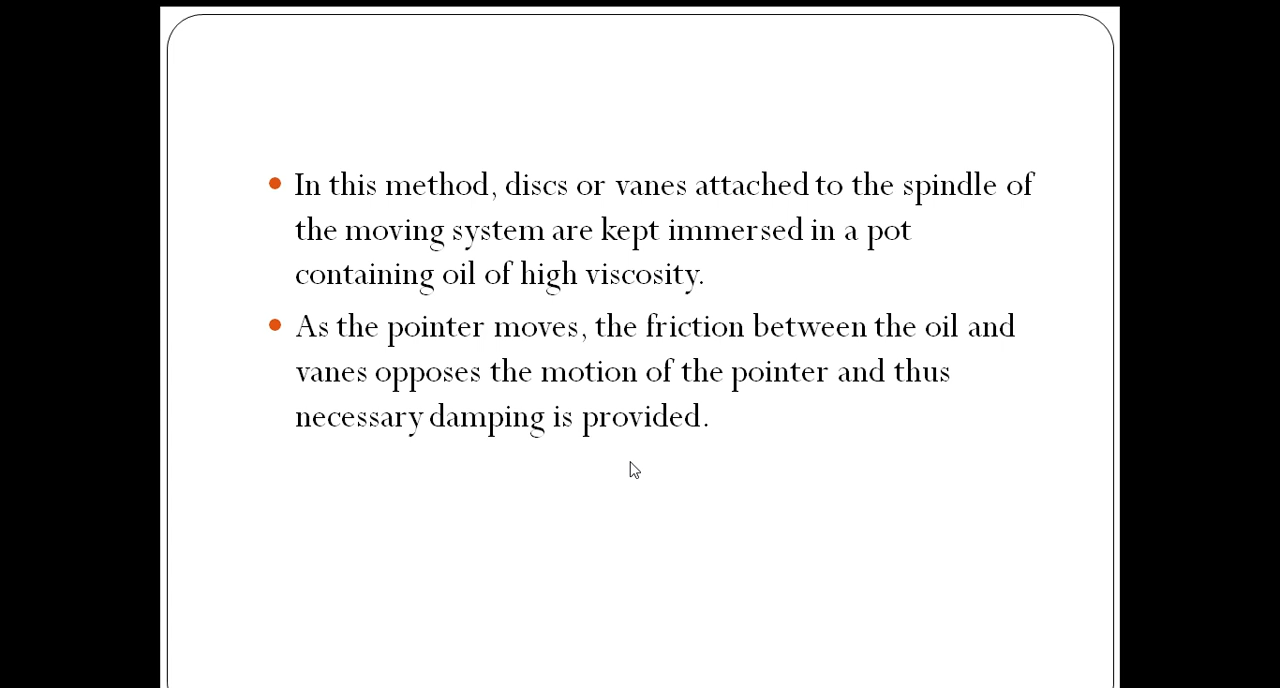 In this method, discs or vanes attached to the spindle of
the moving system are kept immersed in a pot
containing oil of high viscosity.
As the pointer moves, the friction between the oil and
vanes opposes the motion of the pointer and thus
necessary damping is provided.